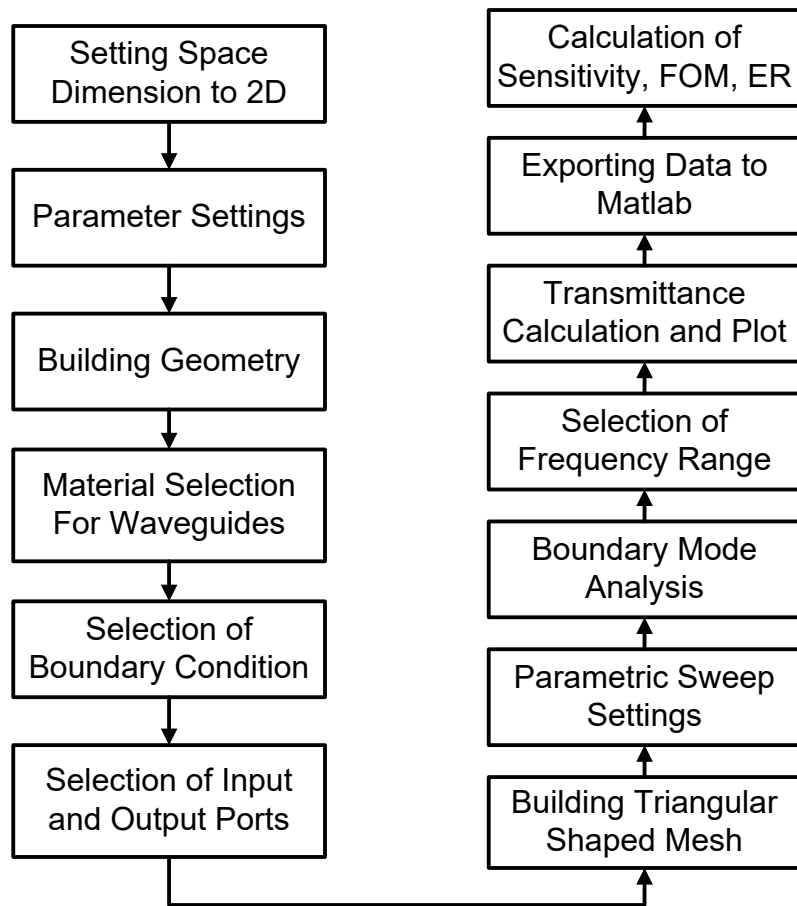 Setting Space
Dimension to 2D
Parameter Settings
Building Geometry
Material Selection
For Waveguides
Selection of
Boundary Condition
Selection of Input
and Output Ports
Building Triangular
Shaped Mesh
Parametric Sweep
Settings
Boundary Mode
Analysis
Selection of
Frequency Range
Transmittance
Calculation and Plot
Exporting Data to
Matlab
Calculation of
Sensitivity, FOM, ER